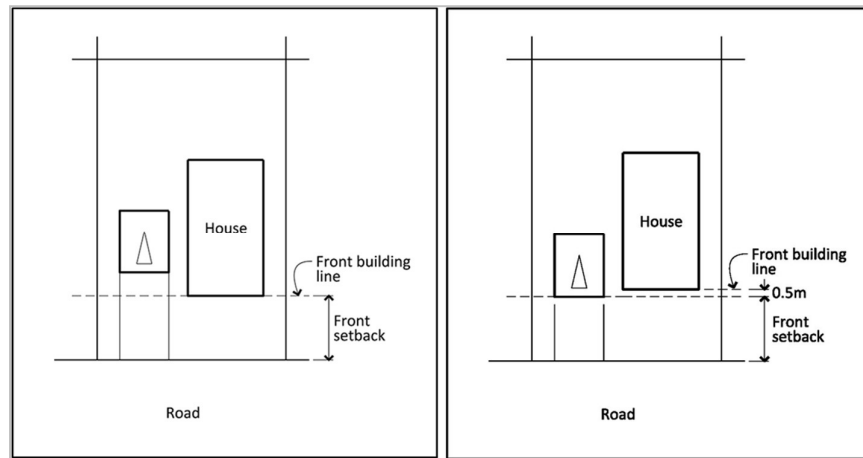 House
Front building
line
Front
setback
Road
House
Front building
line
0.5m
Front
setback
Road